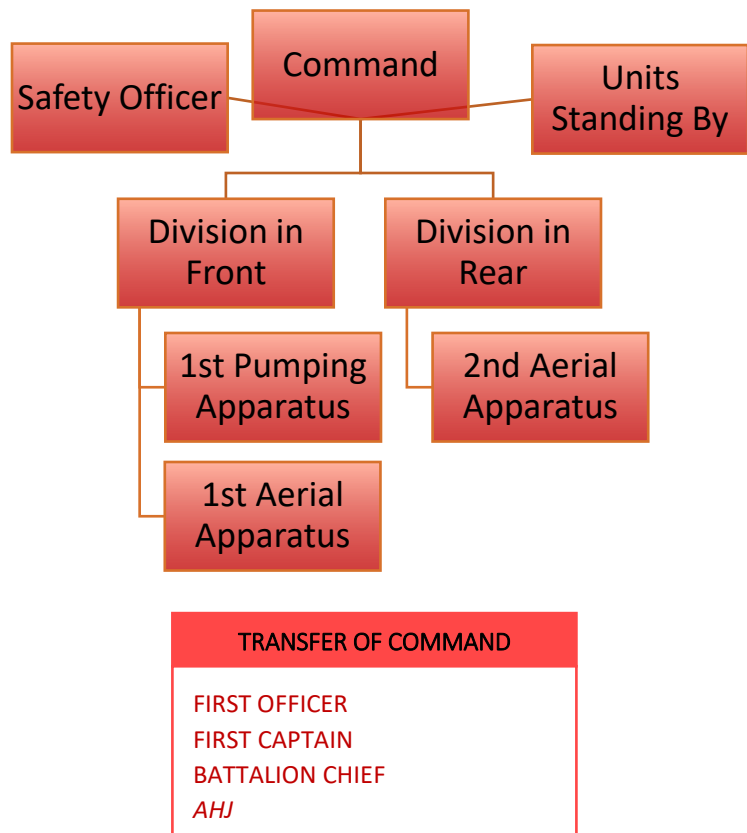 Command
Safety Officer
Units
Standing By
Division in
Front
Division in
Rear
1st Pumping
Apparatus
2nd Aerial
Apparatus
1st Aerial
Apparatus
TRANSFER OF COMMAND
FIRST OFFICER
FIRST CAPTAIN
BATTALION CHIEF
AHJ